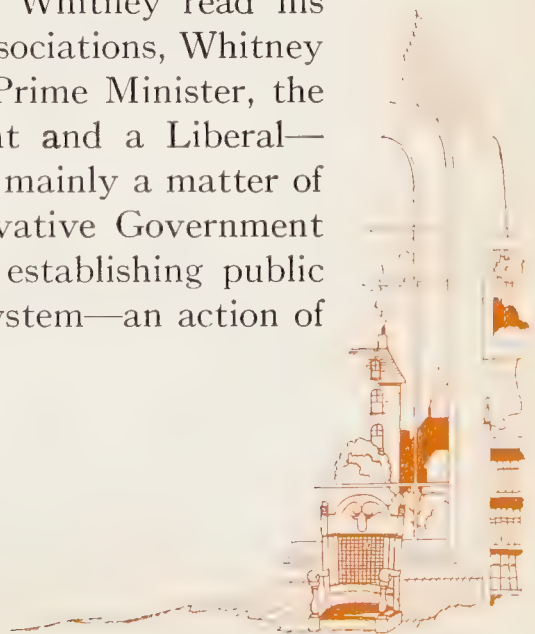 Whitney read his
sociations, Whitney
Prime Minister, the
nt and a Liberal—
mainly a matter of
vative Government
establishing public
ystem—an action of